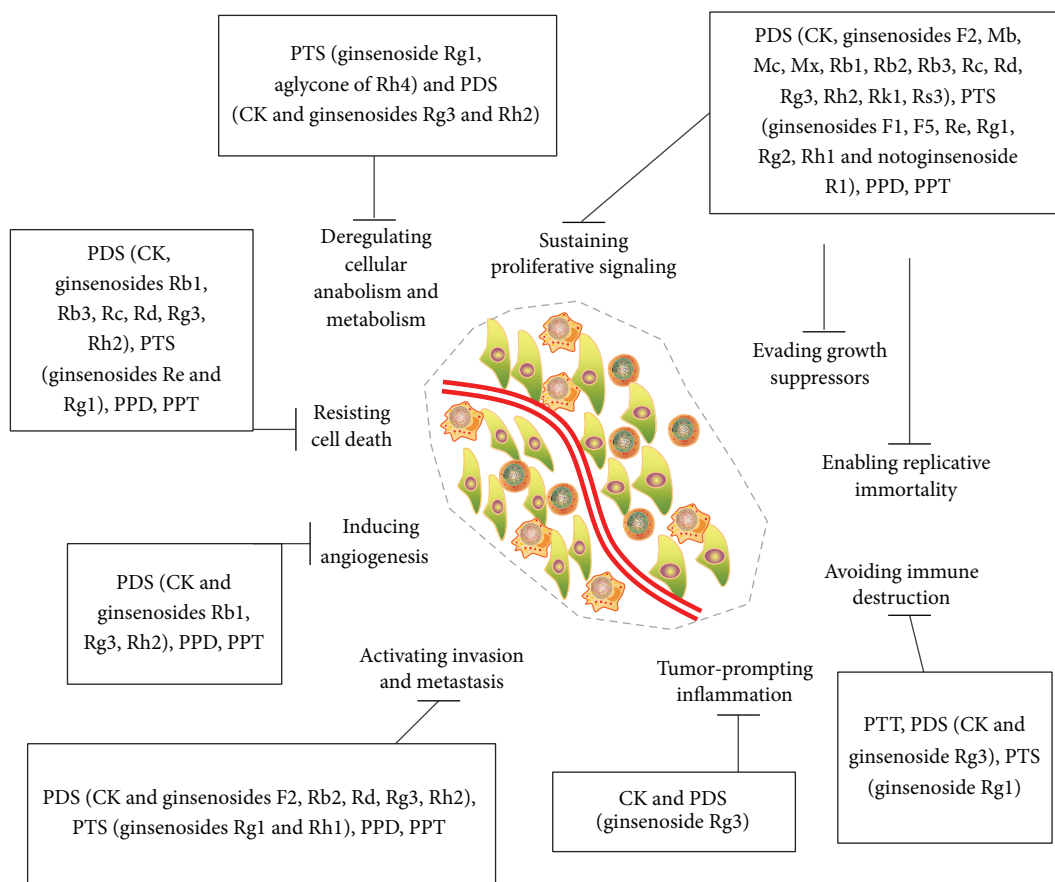 PTS (ginsenoside Rg1,
aglycone of Rh4) and PDS
(CK and ginsenosides Rg3 and Rh2)
PDS (CK, ginsenosides F2, Mb,
Mc, Mx, Rb1, Rb2, Rb3, Rc, Rd,
Rg3, Rh2, Rk1, Rs3), PTS
(ginsenosides F1, F5, Re, Rg1,
Rg2, Rh1 and notoginsenoside
R1), PPD, PPT
Deregulating
cellular
anabolism and
metabolism
Sustaining
proliferative signaling
PDS (CK,
ginsenosides Rb1,
Rb3, Rc, Rd, Rg3,
Rh2), PTS
(ginsenosides Re and
Rg1), PPD, PPT
Evading growth
suppressors
Resisting
cell death
Enabling replicative
immortality
Inducing
angiogenesis
PDS (CK and
ginsenosides Rb1,
Rg3, Rh2), PPD, PPT
Avoiding immune
destruction
Activating invasion
and metastasis
Tumor-prompting
inflammation
PTT, PDS (CK and
ginsenoside Rg3), PTS
(ginsenoside Rg1)
PDS (CK and ginsenosides F2, Rb2, Rd, Rg3, Rh2),
PTS (ginsenosides Rg1 and Rh1), PPD, PPT
CK and PDS
(ginsenoside Rg3)